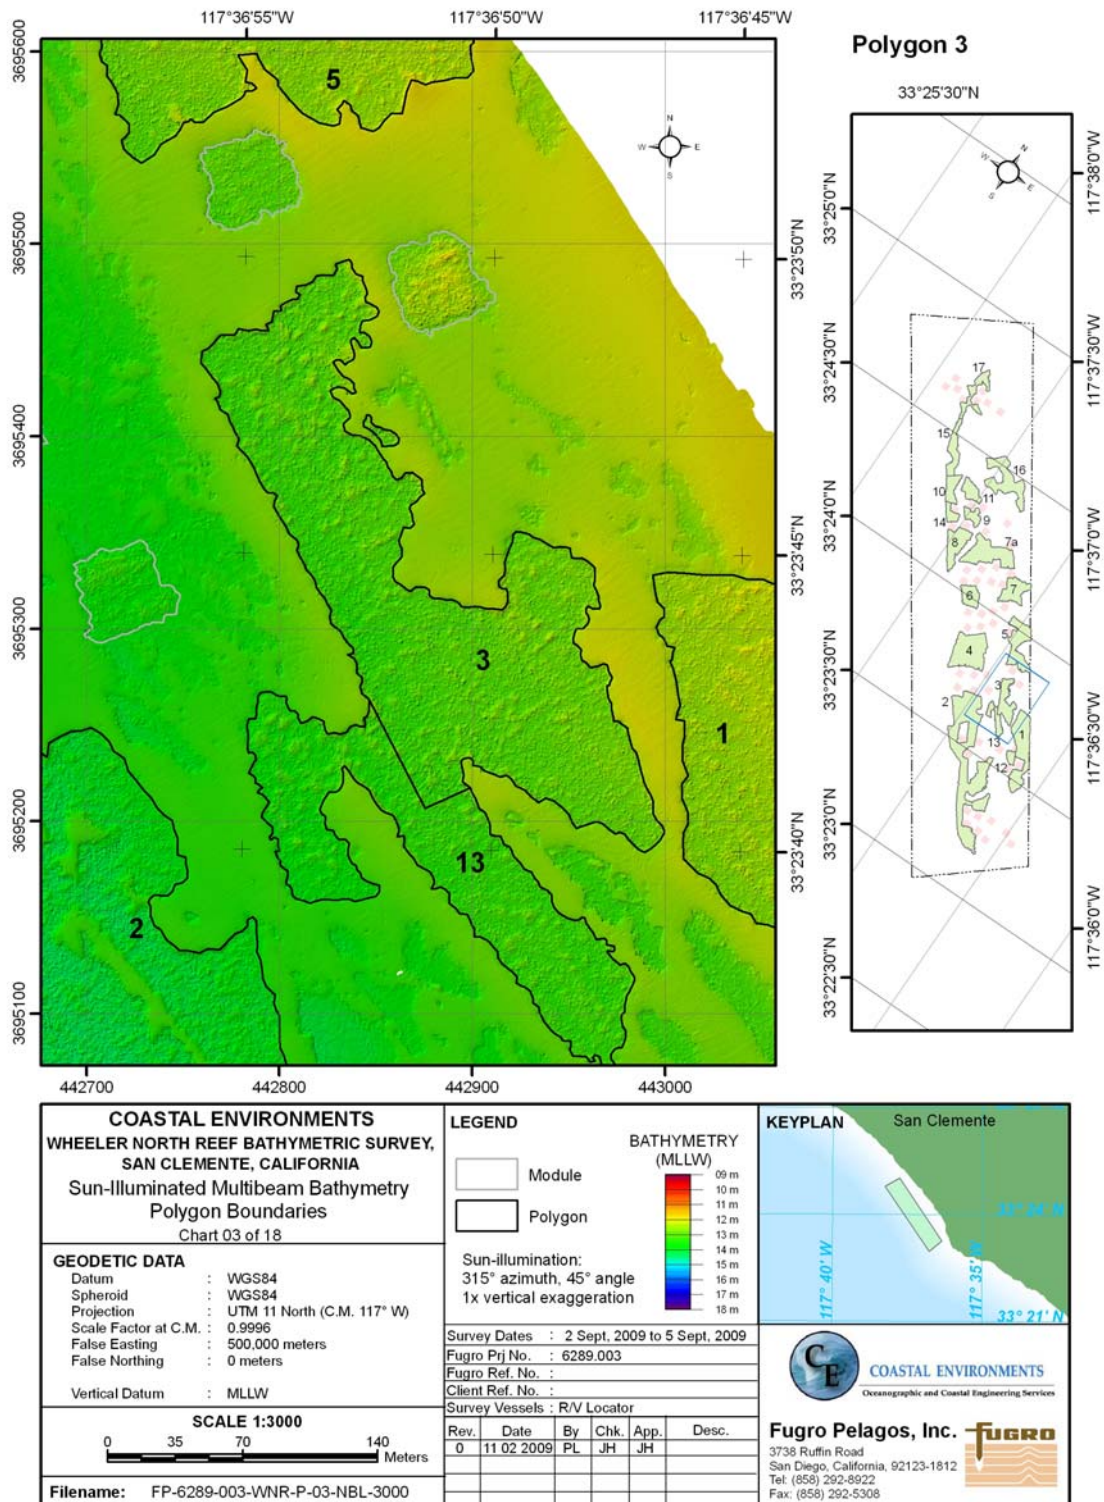 117°36'55"W
117°36'50"W
117°36'45"W
3695600
3695500
3695400
3695300
3695200
3695100
442700
442800
442900
443000
33°23'50"N
33°23'45"N
33°23'40"N
5
3
1
13
2
N
W
E
S
Polygon 3
33°25'30"N
33°25'0"N
33°24'30"N
33°24'0"N
33°23'30"N
33°23'0"N
33°22'30"N
117°38'0"W
117°37'30"W
117°37'0"W
117°36'30"W
117°36'0"W
N
W
E
S
17
15
16
10
11
14
9
8
7a
6
7
5
4
3
2
13
1
12
COASTAL ENVIRONMENTS
WHEELER NORTH REEF BATHYMETRIC SURVEY,
SAN CLEMENTE, CALIFORNIA
Sun-Illuminated Multibeam Bathymetry
Polygon Boundaries
Chart 03 of 18
GEODETIC DATA
Datum : WGS84
Spheroid : WGS84
Projection : UTM 11 North (C.M. 117° W)
Scale Factor at C.M. : 0.9996
False Easting : 500,000 meters
False Northing : 0 meters
Vertical Datum : MLLW
SCALE 1:3000
0 35 70 140
Meters
Filename: FP-6289-003-WNR-P-03-NBL-3000
LEGEND
Module
Polygon
Sun-illumination:
315° azimuth, 45° angle
1x vertical exaggeration
BATHYMETRY
(MLLW)
09 m
10 m
11 m
12 m
13 m
14 m
15 m
16 m
17 m
18 m
Survey Dates : 2 Sept, 2009 to 5 Sept, 2009
Fugro Prj No. : 6289.003
Fugro Ref. No. :
Client Ref. No. :
Survey Vessels : R/V Locator
Rev. Date By Chk. App. Desc.
0 11 02 2009 PL JH JH
KEYPLAN
San Clemente
33° 24' N
117° 40' W
117° 35' W
33° 21' N
CE
COASTAL ENVIRONMENTS
Oceanographic and Coastal Engineering Services
Fugro Pelagos, Inc.
3738 Ruffin Road
San Diego, California, 92123-1812
Tel: (858) 292-8922
Fax: (858) 292-5308
FUGRO